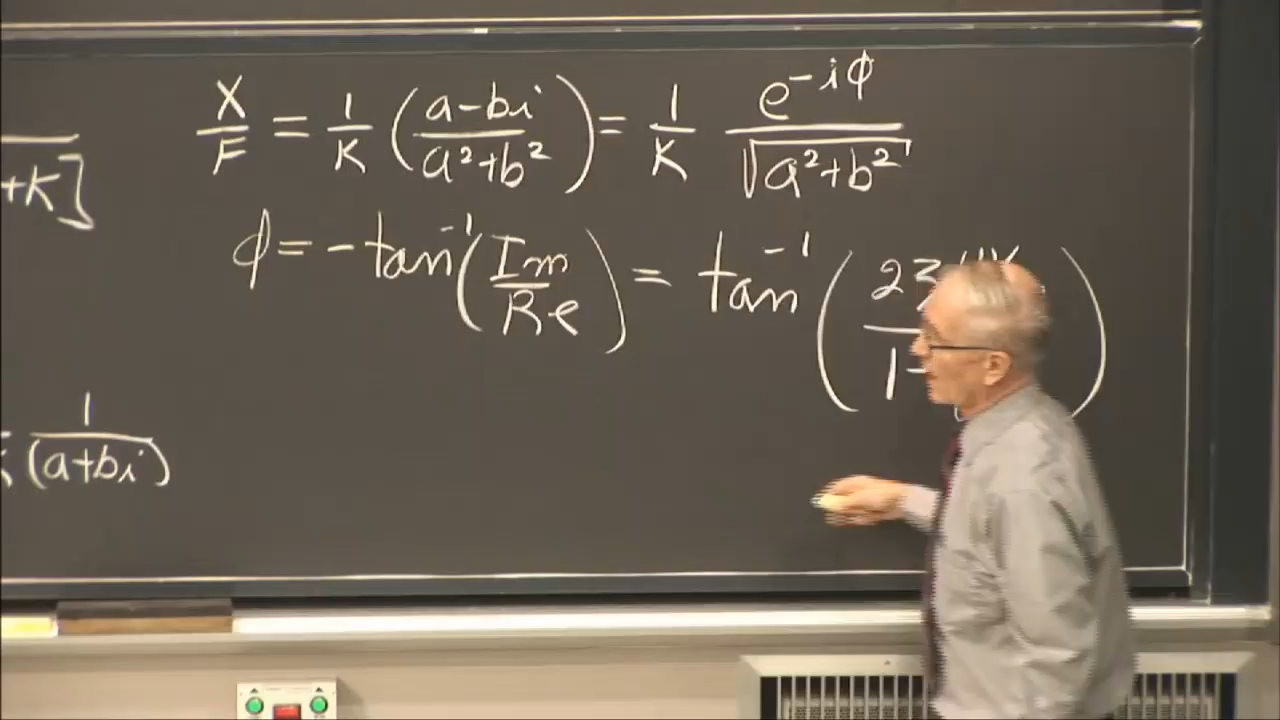 X/F = 1/K ( (a-bi)/(a²+b²) ) = 1/K e^(-iϕ)/√(a²+b²)
+K]
ϕ = -tan⁻¹ ( Im/Re ) = tan⁻¹ (
1/(a+bi)